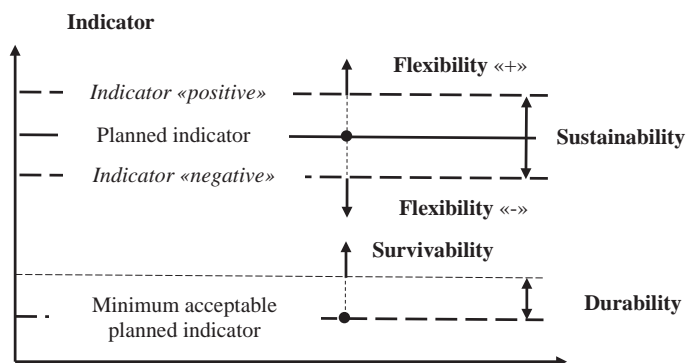 Indicator
Flexibility «+»
Indicator «positive»
Planned indicator
Sustainability
Indicator «negative»
Flexibility «-»
Survivability
Minimum acceptable
planned indicator
Durability